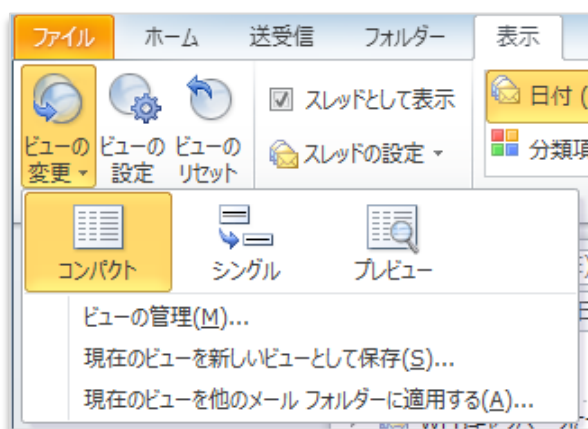 ファイル ホーム 送受信 フォルダー 表示
ビューの変更 ビューの設定 ビューのリセット
スレッドとして表示
スレッドの設定
日付 (
分類項
コンパクト シングル プレビュー
ビューの管理(M)...
現在のビューを新しいビューとして保存(S)...
現在のビューを他のメール フォルダーに適用する(A)...